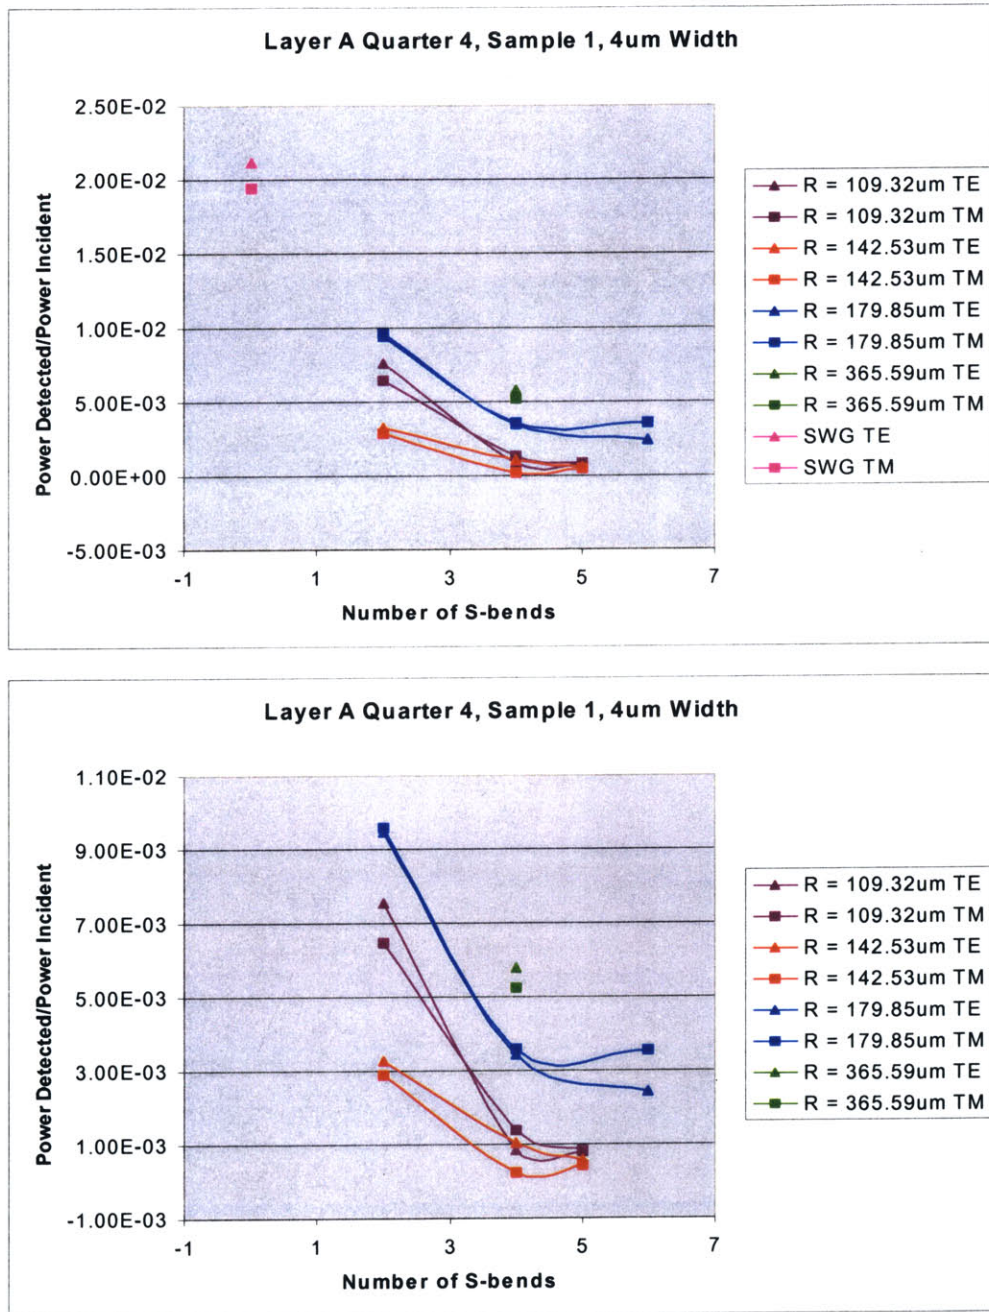 Layer A Quarter 4, Sample 1, 4um Width
Power Detected/Power Incident
2.50E-02
2.00E-02
1.50E-02
1.00E-02
5.00E-03
0.00E+00
-5.00E-03
-1
1
3
5
7
Number of S-bends
R = 109.32um TE
R = 109.32um TM
R = 142.53um TE
R = 142.53um TM
R = 179.85um TE
R = 179.85um TM
R = 365.59um TE
R = 365.59um TM
SWG TE
SWG TM
Layer A Quarter 4, Sample 1, 4um Width
Power Detected/Power Incident
1.10E-02
9.00E-03
7.00E-03
5.00E-03
3.00E-03
1.00E-03
-1.00E-03
-1
1
3
5
7
Number of S-bends
R = 109.32um TE
R = 109.32um TM
R = 142.53um TE
R = 142.53um TM
R = 179.85um TE
R = 179.85um TM
R = 365.59um TE
R = 365.59um TM